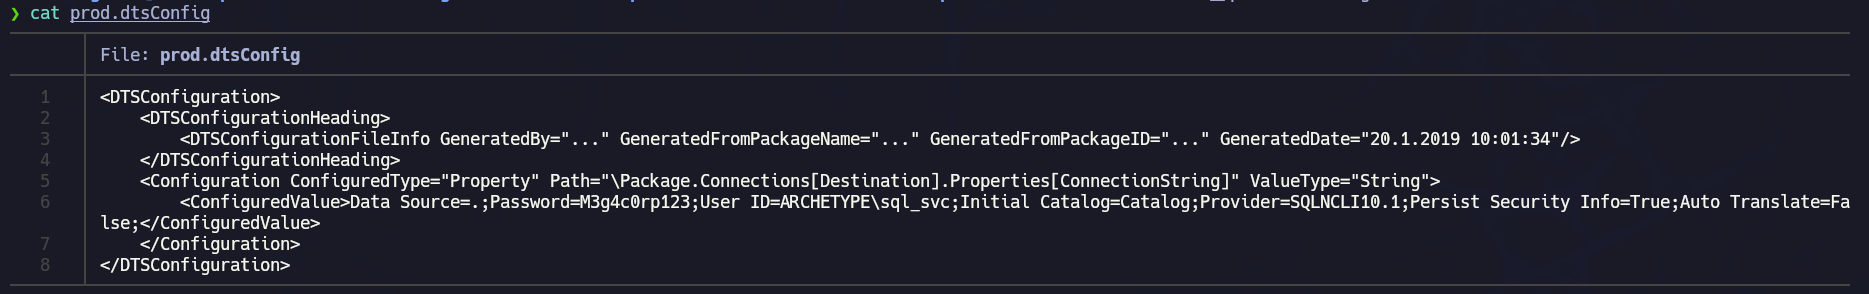 ❯ cat prod.dtsConfig
File: prod.dtsConfig
1 <DTSConfiguration>
2     <DTSConfigurationHeading>
3         <DTSConfigurationFileInfo GeneratedBy="..." GeneratedFromPackageName="..." GeneratedFromPackageID="..." GeneratedDate="20.1.2019 10:01:34"/>
4     </DTSConfigurationHeading>
5     <Configuration ConfiguredType="Property" Path="\Package.Connections[Destination].Properties[ConnectionString]" ValueType="String">
6         <ConfiguredValue>Data Source=.;Password=M3g4c0rp123;User ID=ARCHETYPE\sql_svc;Initial Catalog=Catalog;Provider=SQLNCLI10.1;Persist Security Info=True;Auto Translate=Fa
lse;</ConfiguredValue>
7     </Configuration>
8 </DTSConfiguration>